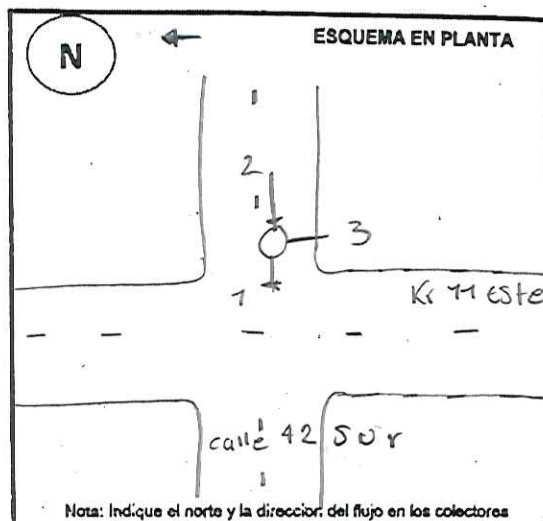 N
ESQUEMA EN PLANTA
2
3
1
Kr 11 Este
calle 42 Sur
Nota: Indique el norte y la direccion del flujo en los colectores